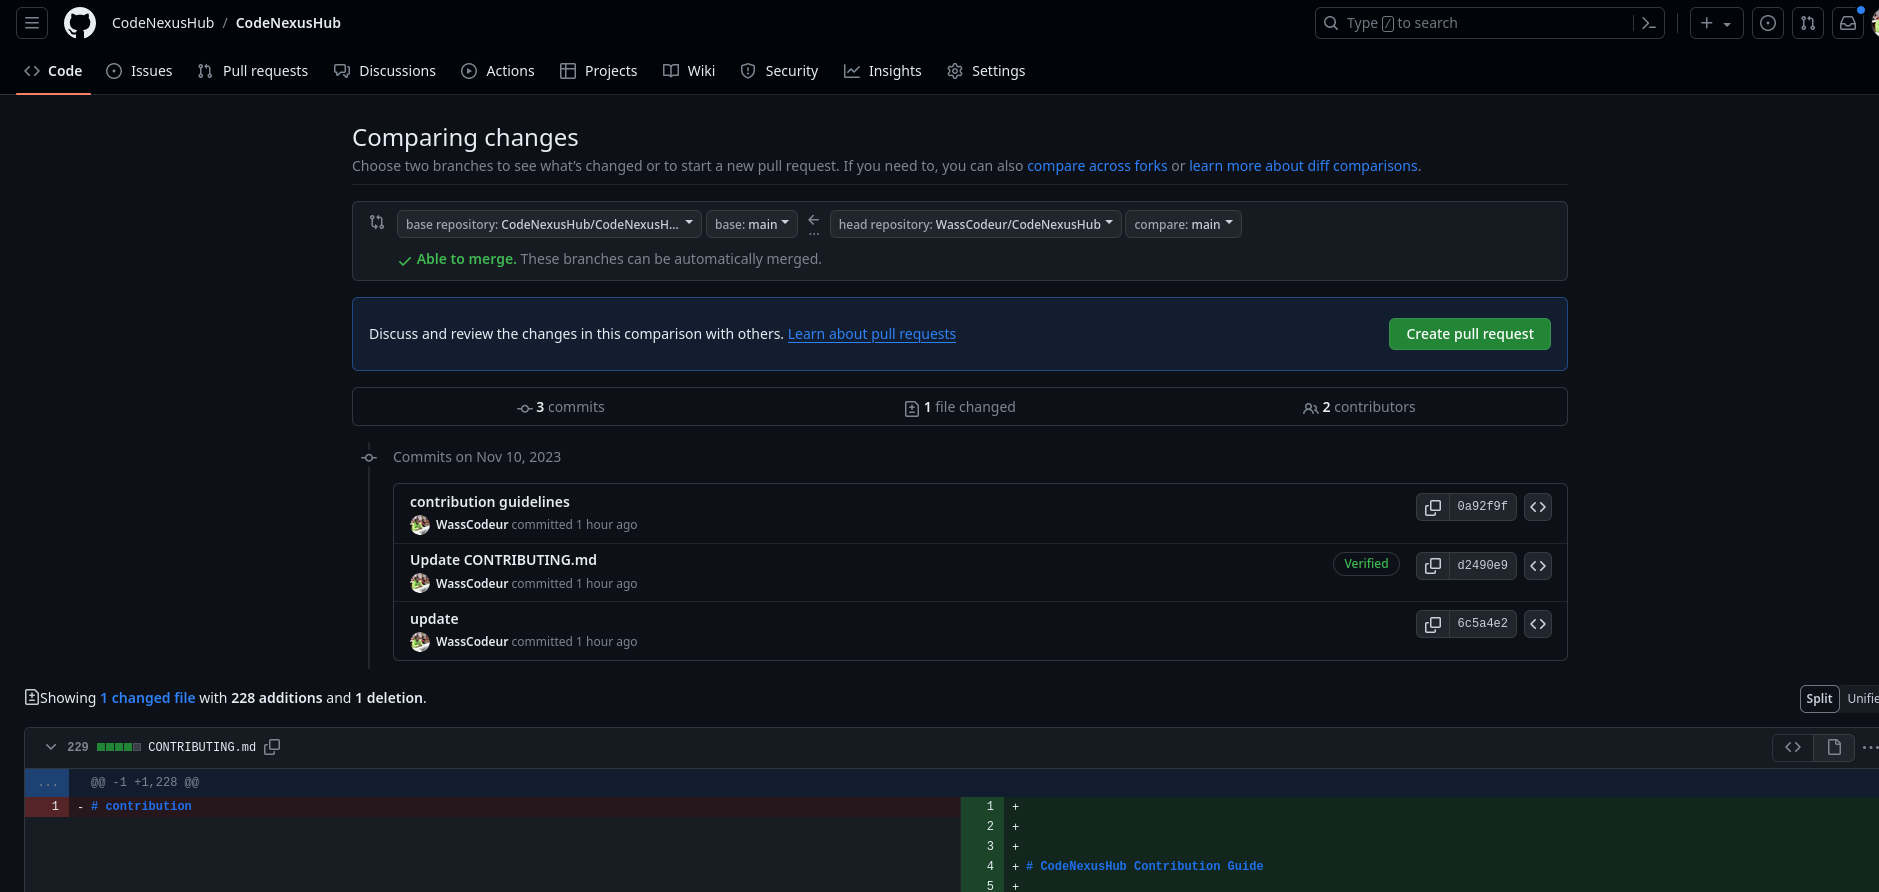 CodeNexusHub / CodeNexusHub
Type / to search
Code Issues Pull requests Discussions Actions Projects Wiki Security Insights Settings
Comparing changes
Choose two branches to see what's changed or to start a new pull request. If you need to, you can also compare across forks or learn more about diff comparisons.
base repository: CodeNexusHub/CodeNexusH... base: main ... head repository: WassCodeur/CodeNexusHub compare: main
Able to merge. These branches can be automatically merged.
Discuss and review the changes in this comparison with others. Learn about pull requests
Create pull request
3 commits 1 file changed 2 contributors
Commits on Nov 10, 2023
contribution guidelines
WassCodeur committed 1 hour ago
0a92f9f
Update CONTRIBUTING.md
WassCodeur committed 1 hour ago
Verified d2490e9
update
WassCodeur committed 1 hour ago
6c5a4e2
Showing 1 changed file with 228 additions and 1 deletion.
Split Unifie
229 CONTRIBUTING.md
... @@ -1 +1,228 @@
1 - # contribution 1 +
2 +
3 +
4 + # CodeNexusHub Contribution Guide
5 +